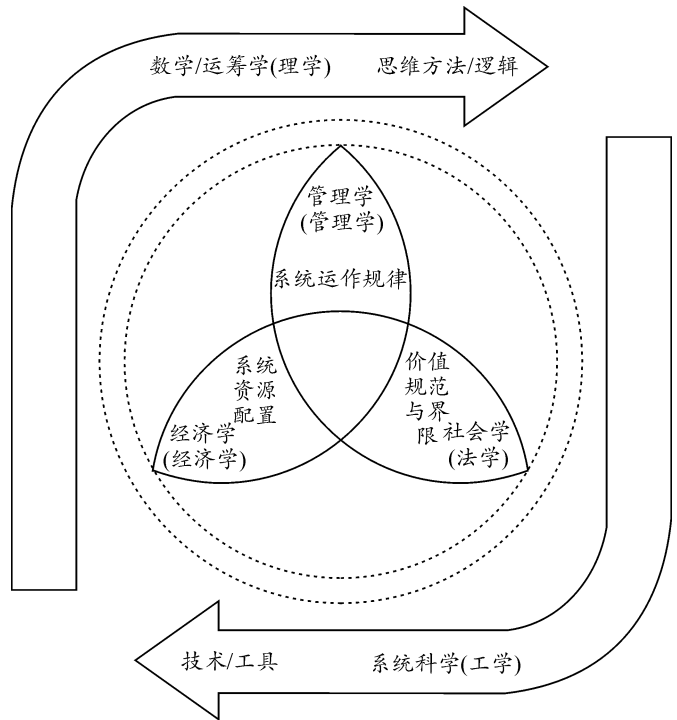 数学/运筹学(理学) 思维方法/逻辑
管理学
(管理学)
系统运作规律
系统
资源
配置
经济学
(经济学)
价值
规范
与界
限
社会学
(法学)
技术/工具 系统科学(工学)